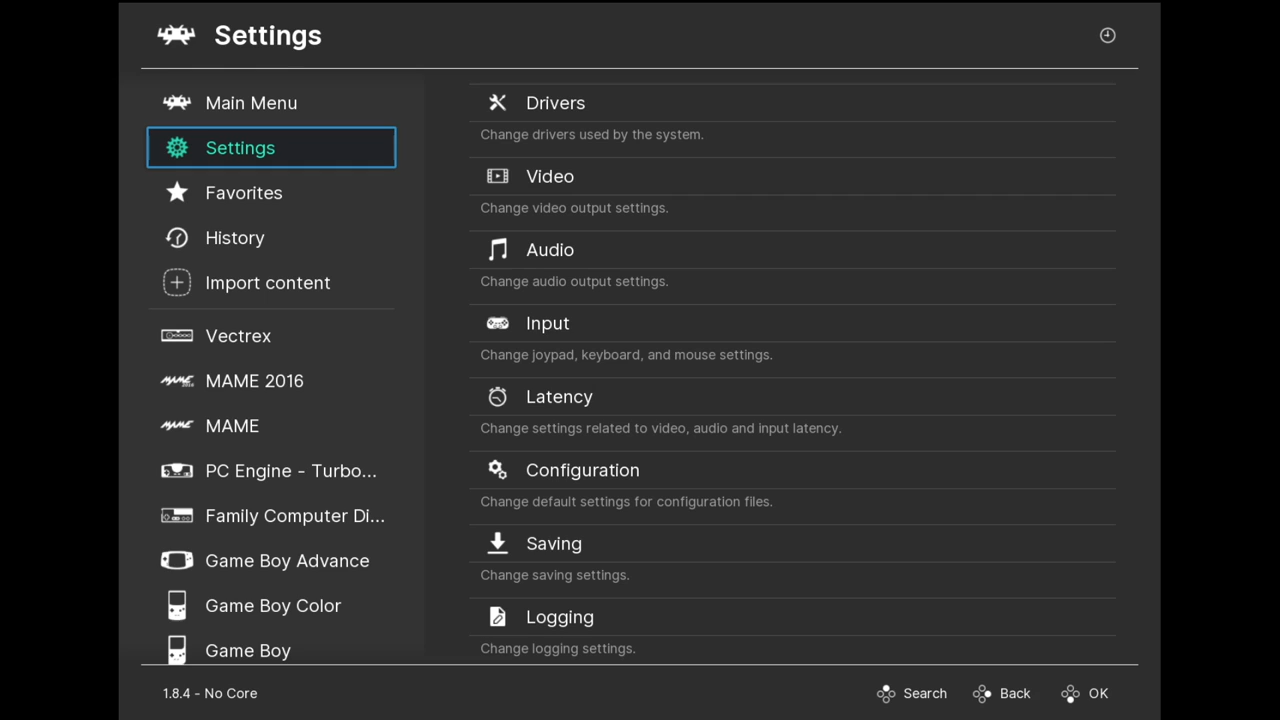 Settings
Main Menu
Settings
Favorites
History
Import content
Vectrex
MAME 2016
MAME
PC Engine - Turbo...
Family Computer Di...
Game Boy Advance
Game Boy Color
Game Boy
Drivers
Change drivers used by the system.
Video
Change video output settings.
Audio
Change audio output settings.
Input
Change joypad, keyboard, and mouse settings.
Latency
Change settings related to video, audio and input latency.
Configuration
Change default settings for configuration files.
Saving
Change saving settings.
Logging
Change logging settings.
1.8.4 - No Core
Search
Back
OK